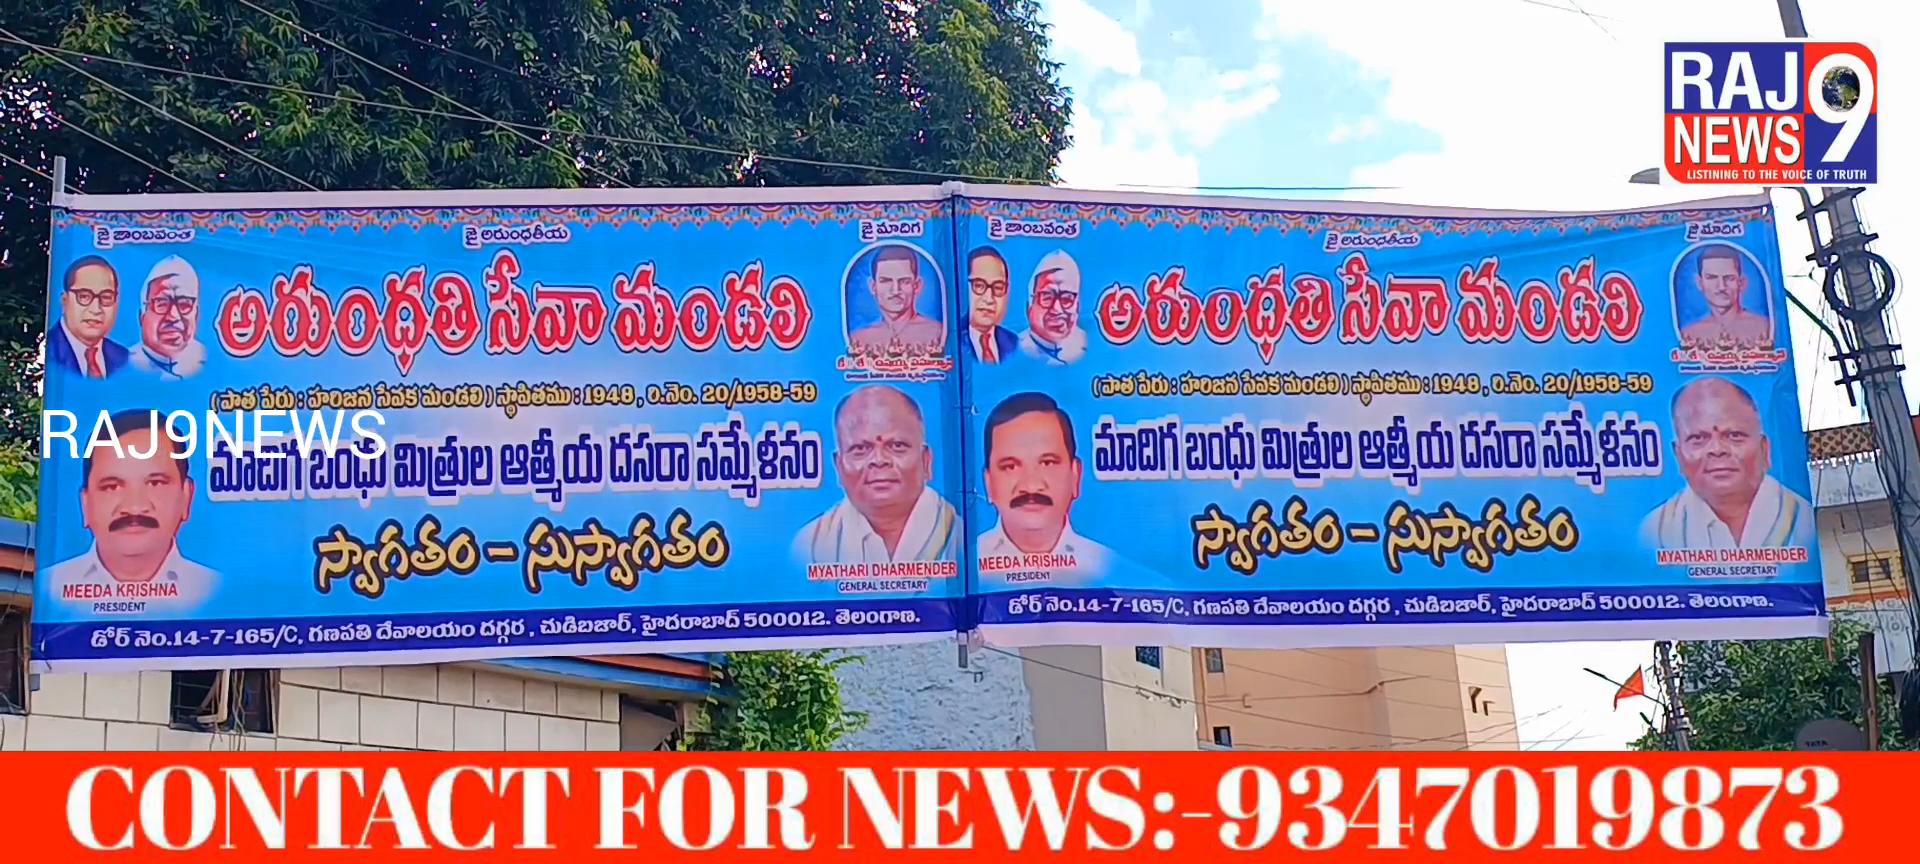 RAJ 9
NEWS
LISTINING TO THE VOICE OF TRUTH
RAJ9NEWS
జై జాంబవంత
జై అరుంధతీయ
జై మాదిగ
అరుంధతి సేవా మండలి
(పాత పేరు : హరిజన సేవక మండలి) స్థాపితము : 1948, రి.నెం. 20/1958-59
మాదిగ బంధు మిత్రుల ఆత్మీయ దసరా సమ్మేళనం
స్వాగతం - సుస్వాగతం
MEEDA KRISHNA
PRESIDENT
MYATHARI DHARMENDER
GENERAL SECRETARY
డోర్ నెం.14-7-165/C, గణపతి దేవాలయం దగ్గర, చుడిబజార్, హైదరాబాద్ 500012. తెలంగాణ.
జై జాంబవంత
జై అరుంధతీయ
జై మాదిగ
అరుంధతి సేవా మండలి
(పాత పేరు : హరిజన సేవక మండలి) స్థాపితము : 1948, రి.నెం. 20/1958-59
మాదిగ బంధు మిత్రుల ఆత్మీయ దసరా సమ్మేళనం
స్వాగతం - సుస్వాగతం
MEEDA KRISHNA
PRESIDENT
MYATHARI DHARMENDER
GENERAL SECRETARY
డోర్ నెం.14-7-165/C, గణపతి దేవాలయం దగ్గర, చుడిబజార్, హైదరాబాద్ 500012. తెలంగాణ.
CONTACT FOR NEWS:-9347019873